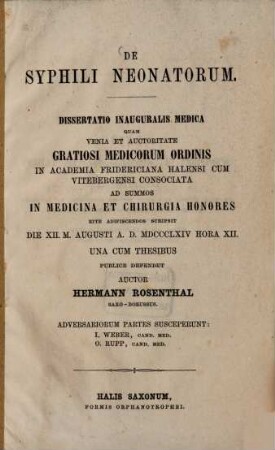 DE
SYPHILI NEONATORUM.
DISSERTATIO INAUGURALIS MEDICA
QUAM
VENIA ET AUCTORITATE
GRATIOSI MEDICORUM ORDINIS
IN ACADEMIA FRIDERICIANA HALENSI CUM
VITEBERGENSI CONSOCIATA
AD SUMMOS
IN MEDICINA ET CHIRURGIA HONORES
RITE ADIPISCENDOS SCRIPSIT
DIE XII. M. AUGUSTI A. D. MDCCCLXIV HORA XII.
UNA CUM THESIBUS
PUBLICE DEFENDET
AUCTOR
HERMANN ROSENTHAL
SAXO-BORUSSUS.
ADVERSARIORUM PARTES SUSCEPERUNT:
I. WEBER, CAND. MED.
O. RUPP, CAND. MED.
HALIS SAXONUM,
FORMIS ORPHANOTROPHEI.